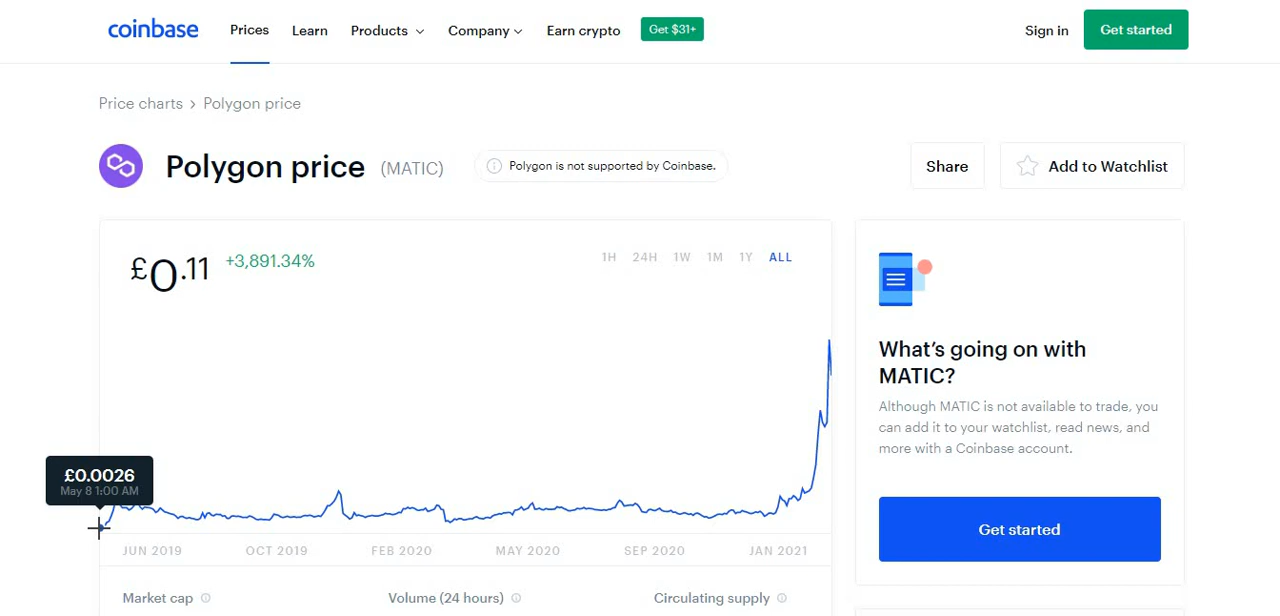 coinbase
Prices
Learn
Products
Company
Earn crypto
Get $31+
Sign in
Get started
Price charts › Polygon price
Polygon price (MATIC)
Polygon is not supported by Coinbase.
Share
Add to Watchlist
£0.11 +3,891.34%
1H 24H 1W 1M 1Y ALL
£0.0026
May 8 1:00 AM
JUN 2019 OCT 2019 FEB 2020 MAY 2020 SEP 2020 JAN 2021
Market cap
Volume (24 hours)
Circulating supply
What's going on with
MATIC?
Although MATIC is not available to trade, you
can add it to your watchlist, read news, and
more with a Coinbase account.
Get started